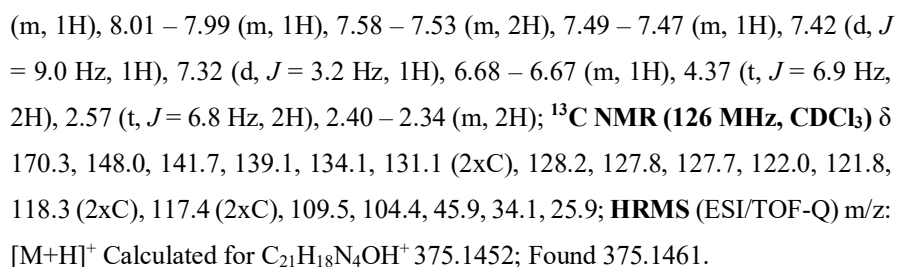 (m, 1H), 8.01 – 7.99 (m, 1H), 7.58 – 7.53 (m, 2H), 7.49 – 7.47 (m, 1H), 7.42 (d, J
= 9.0 Hz, 1H), 7.32 (d, J = 3.2 Hz, 1H), 6.68 – 6.67 (m, 1H), 4.37 (t, J = 6.9 Hz,
2H), 2.57 (t, J = 6.8 Hz, 2H), 2.40 – 2.34 (m, 2H); ¹³C NMR (126 MHz, CDCl₃) δ
170.3, 148.0, 141.7, 139.1, 134.1, 131.1 (2xC), 128.2, 127.8, 127.7, 122.0, 121.8,
118.3 (2xC), 117.4 (2xC), 109.5, 104.4, 45.9, 34.1, 25.9; HRMS (ESI/TOF-Q) m/z:
[M+H]⁺ Calculated for C₂₁H₁₈N₄OH⁺ 375.1452; Found 375.1461.